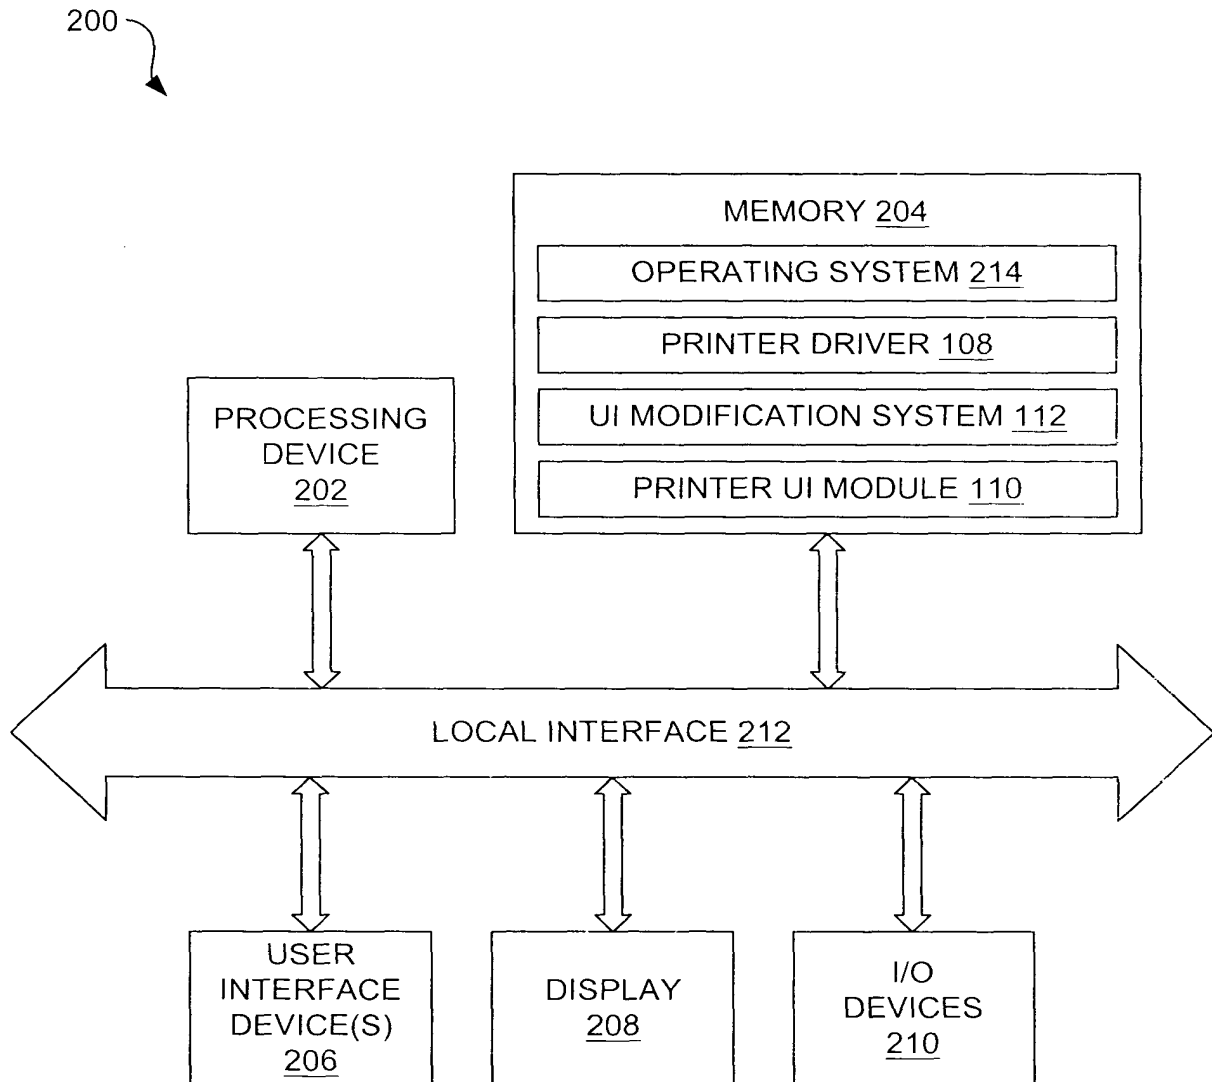 200
MEMORY 204
OPERATING SYSTEM 214
PRINTER DRIVER 108
UI MODIFICATION SYSTEM 112
PRINTER UI MODULE 110
PROCESSING
DEVICE
202
LOCAL INTERFACE 212
USER
INTERFACE
DEVICE(S)
206
DISPLAY
208
I/O
DEVICES
210